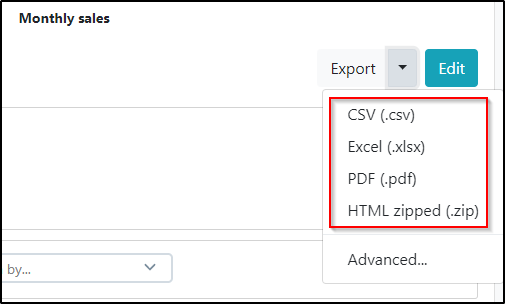 Monthly sales
Export
Edit
CSV (.csv)
Excel (.xlsx)
PDF (.pdf)
HTML zipped (.zip)
by...
Advanced...